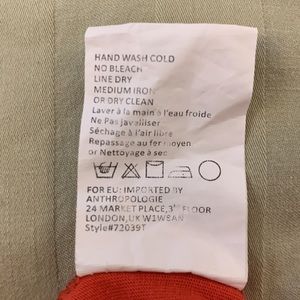 HAND WASH COLD
NO BLEACH
LINE DRY
MEDIUM IRON
OR DRY CLEAN
Laver à la main à l'eau froide
Ne Pas Javalliser
Séchage à l'air libre
Repassage au fer moyen
or Nettoyage à sec
FOR EU: IMPORTED BY
ANTHROPOLOGIE
24 MARKET PLACE,3rd FLOOR
LONDON,UK W1W8AN
Style#72039T